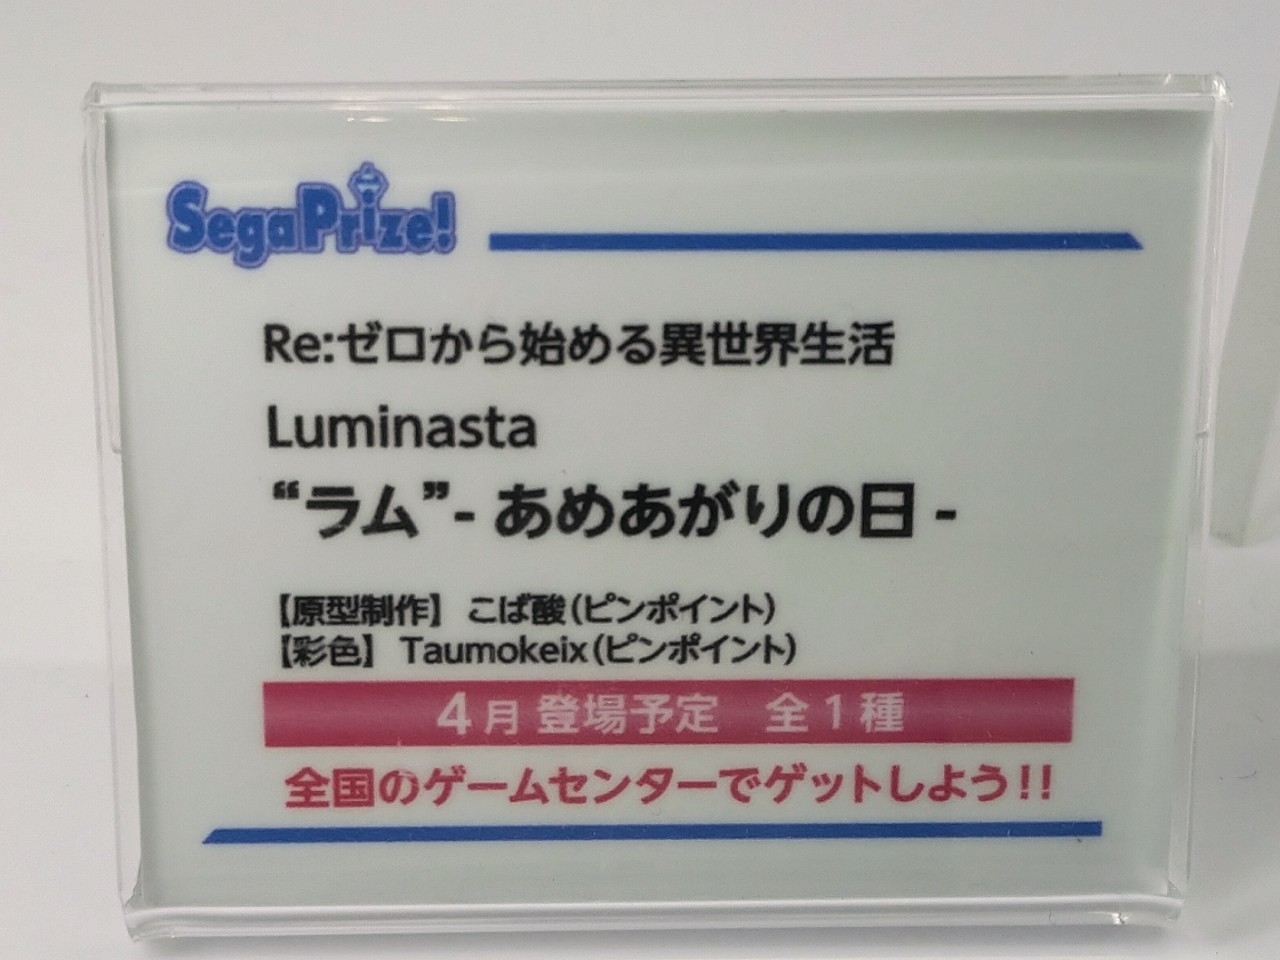 SegaPrize!
Re:ゼロから始める異世界生活
Luminasta
“ラム”- あめあがりの日 -
【原型制作】 こば酸(ピンポイント)
【彩色】 Taumokeix(ピンポイント)
4月 登場予定　全1種
全国のゲームセンターでゲットしよう!!